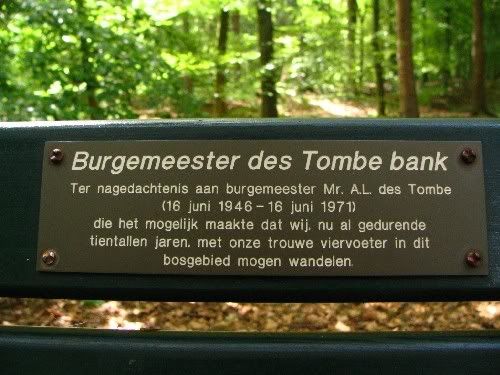 Burgemeester des Tombe bank
Ter nagedachtenis aan burgemeester Mr. A.L. des Tombe
(16 juni 1946 - 16 juni 1971)
die het mogelijk maakte dat wij, nu al gedurende
tientallen jaren, met onze trouwe viervoeter in dit
bosgebied mogen wandelen.